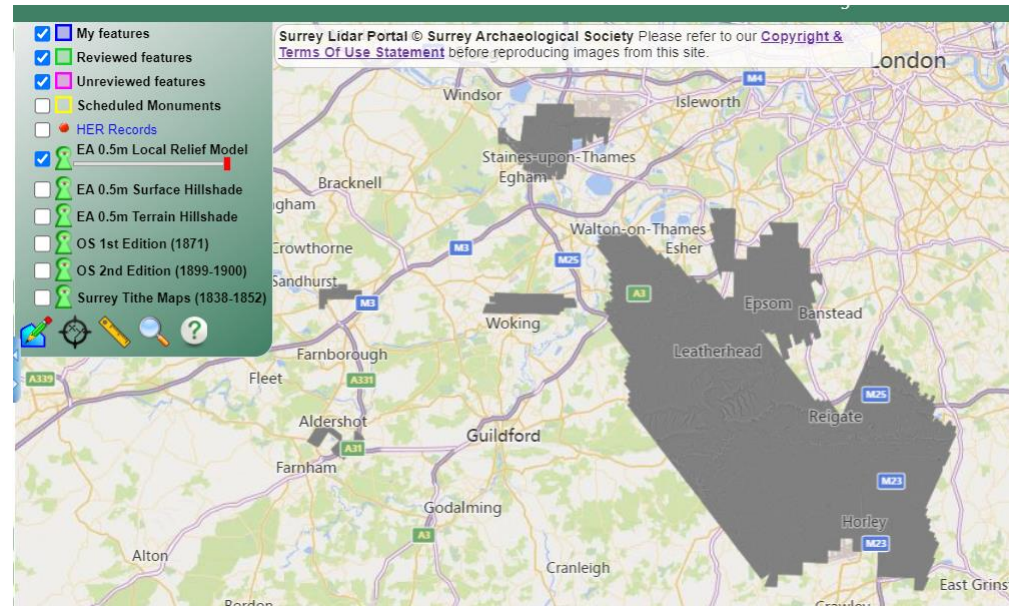 My features
Reviewed features
Unreviewed features
Scheduled Monuments
HER Records
EA 0.5m Local Relief Model
EA 0.5m Surface Hillshade
EA 0.5m Terrain Hillshade
OS 1st Edition (1871)
OS 2nd Edition (1899-1900)
Surrey Tithe Maps (1838-1852)
?
Surrey Lidar Portal © Surrey Archaeological Society Please refer to our Copyright &
Terms Of Use Statement before reproducing images from this site.
London
M4
Windsor
Isleworth
Staines-upon-Thames
Egham
Bracknell
gham
Walton-on-Thames
Esher
Crowthorne
M3
M25
Sandhurst
A3
M3
Epsom
Banstead
Woking
Leatherhead
Farnborough
Fleet
A339
A331
M25
Reigate
Aldershot
Guildford
A31
Farnham
M23
Godalming
Horley
A3
M23
Alton
Cranleigh
East Grins
Bordon
Crawley